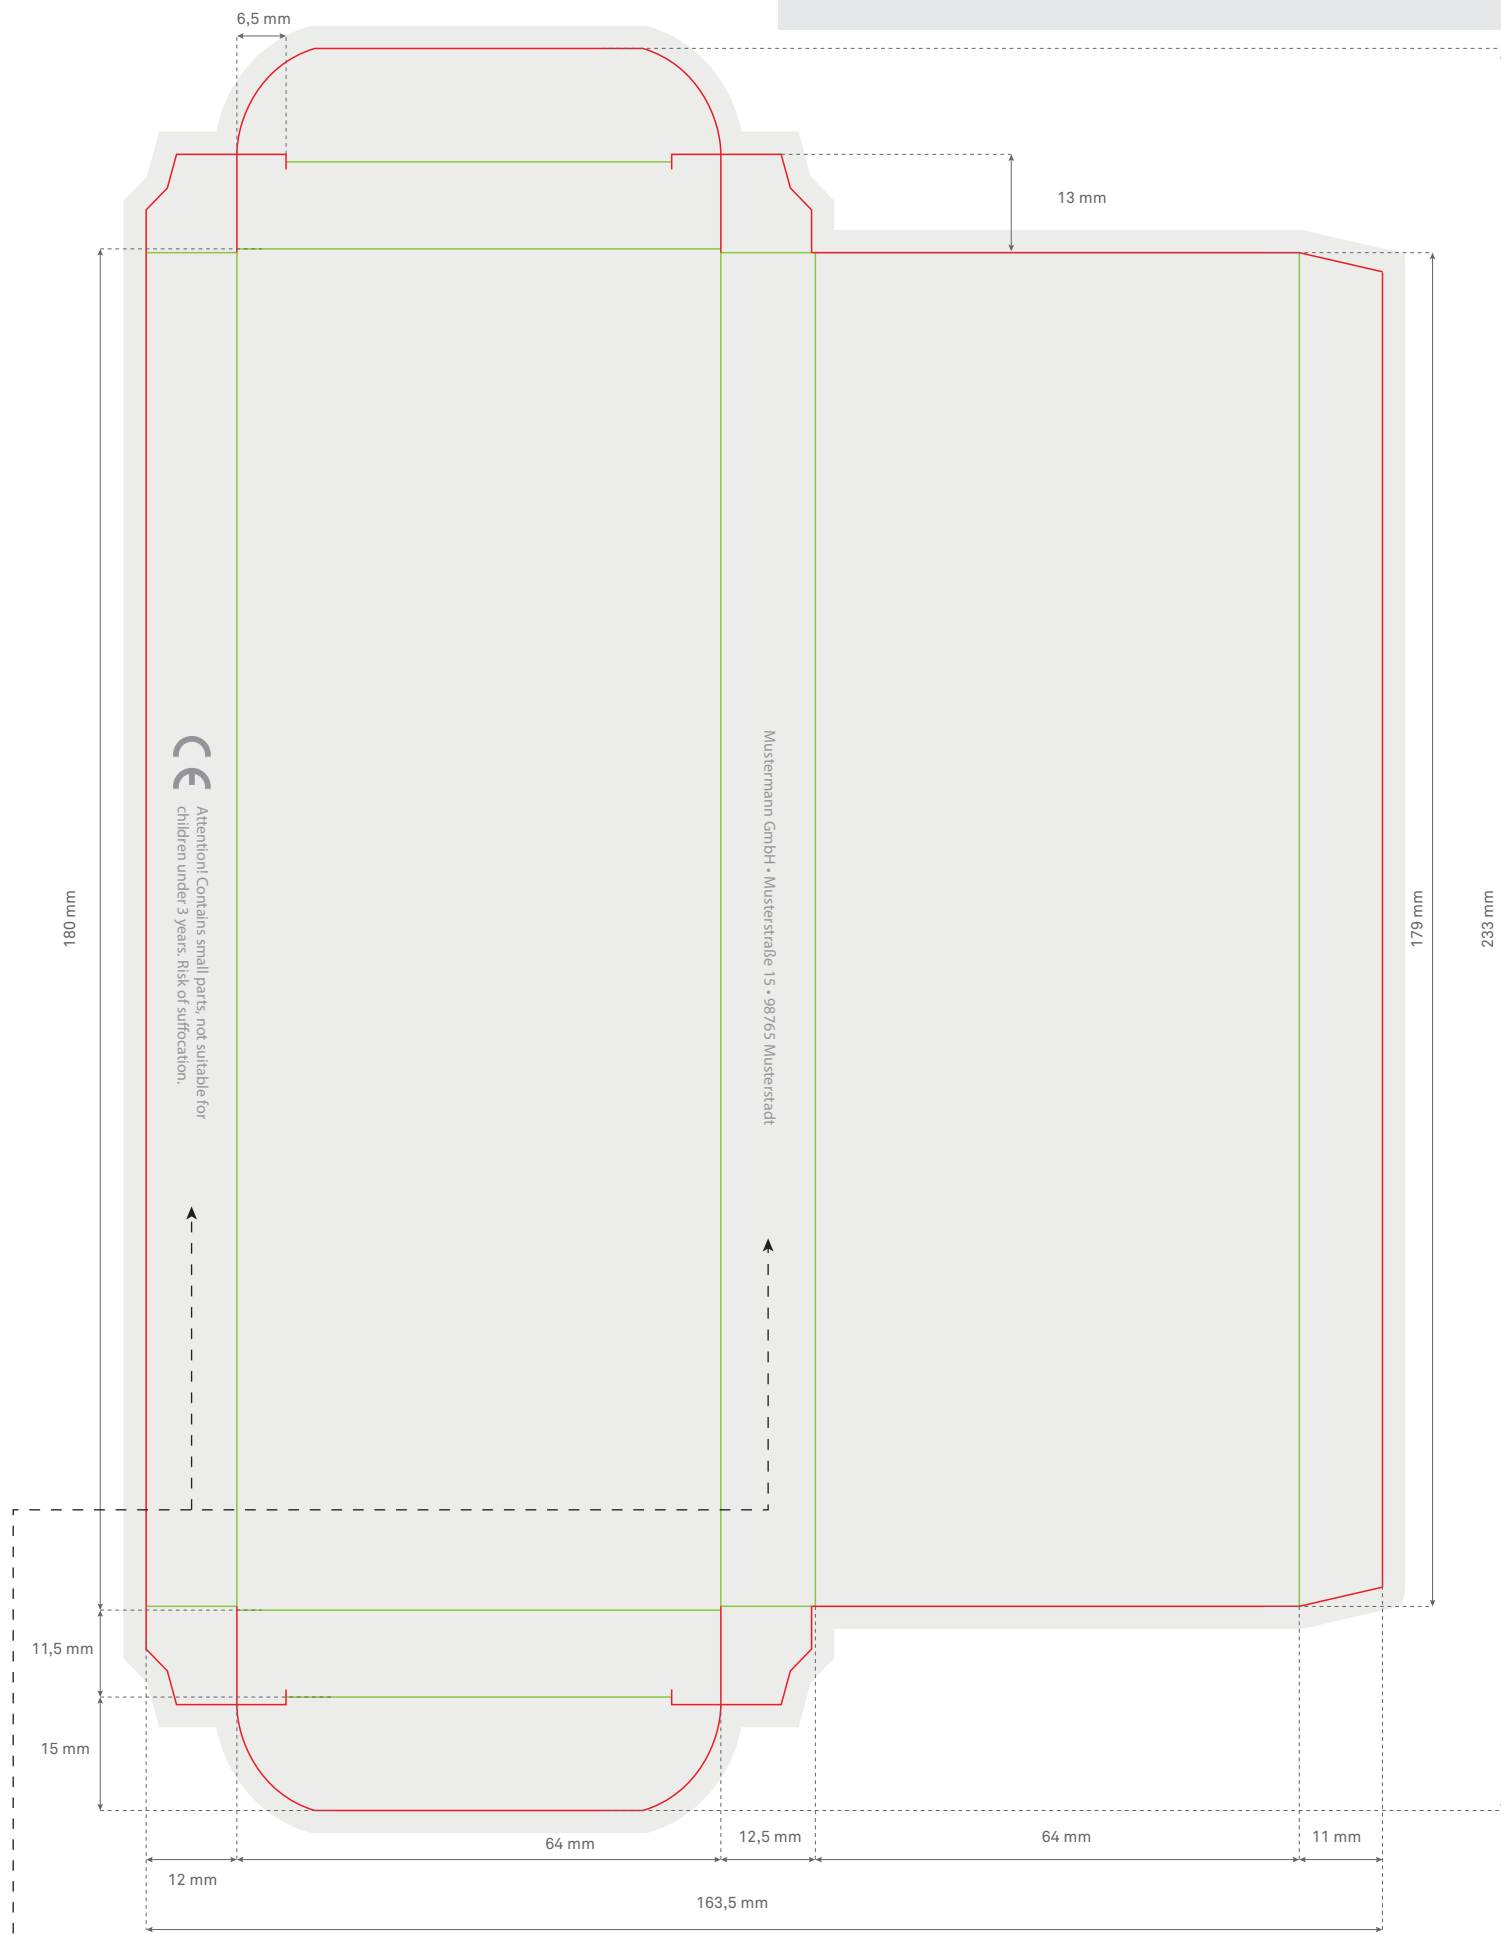 6,5 mm
13 mm
CE
Attention! Contains small parts, not suitable for
children under 3 years. Risk of suffocation.
Mustermann GmbH • Musterstraße 15 • 98765 Musterstadt
180 mm
179 mm
233 mm
11,5 mm
15 mm
64 mm
12,5 mm
64 mm
11 mm
12 mm
163,5 mm